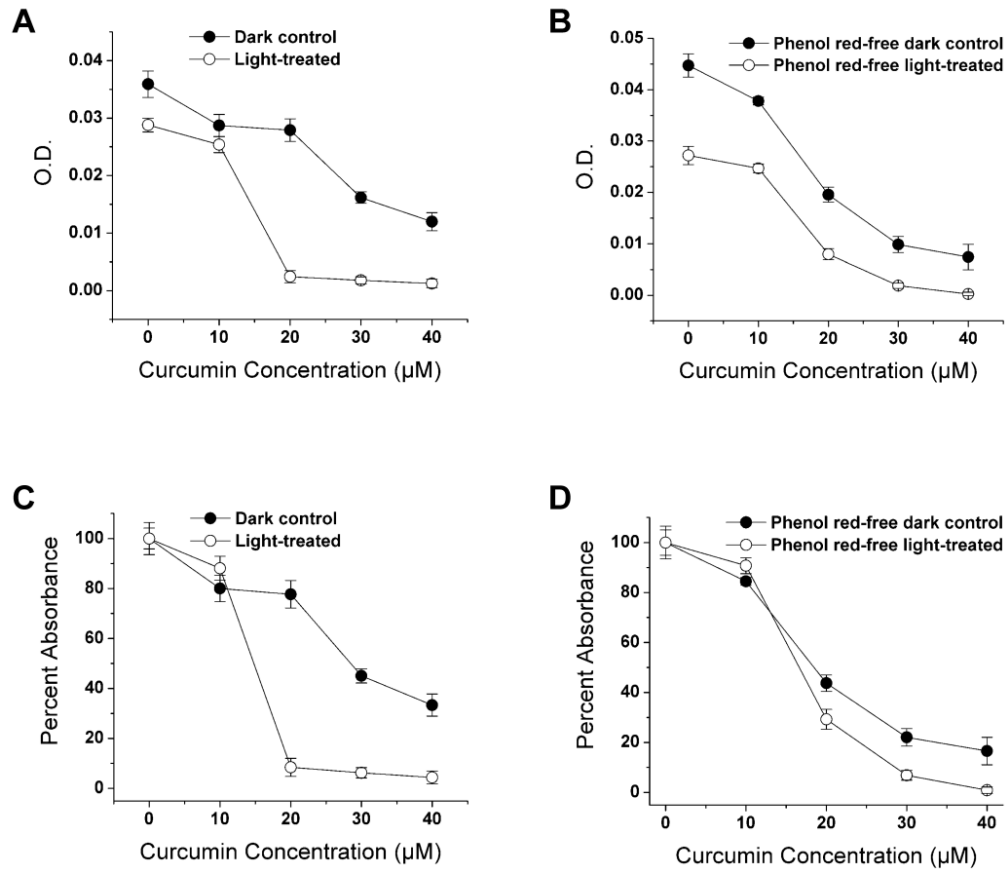 A
Dark control
Light-treated
0.04
0.03
0.02
0.01
0.00
O.D.
0 10 20 30 40
Curcumin Concentration (µM)
B
Phenol red-free dark control
Phenol red-free light-treated
0.05
0.04
0.03
0.02
0.01
0.00
O.D.
0 10 20 30 40
Curcumin Concentration (µM)
C
Dark control
Light-treated
100
80
60
40
20
0
Percent Absorbance
0 10 20 30 40
Curcumin Concentration (µM)
D
Phenol red-free dark control
Phenol red-free light-treated
100
80
60
40
20
0
Percent Absorbance
0 10 20 30 40
Curcumin Concentration (µM)